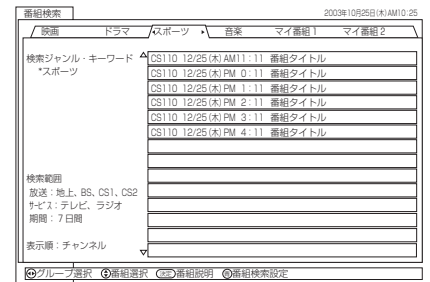 番組検索 2003年10月25日(木)AM10:25
映画 ドラマ スポーツ 音楽 マイ番組1 マイ番組2
検索ジャンル・キーワード
*スポーツ
CS110 12/25(木)AM11:11 番組タイトル
CS110 12/25(木)PM 0:11 番組タイトル
CS110 12/25(木)PM 1:11 番組タイトル
CS110 12/25(木)PM 2:11 番組タイトル
CS110 12/25(木)PM 3:11 番組タイトル
CS110 12/25(木)PM 4:11 番組タイトル
検索範囲
放送:地上、BS、CS1、CS2
サービス:テレビ、ラジオ
期間:7日間
表示順:チャンネル
グループ選択 番組選択 決定 番組説明 番組検索設定